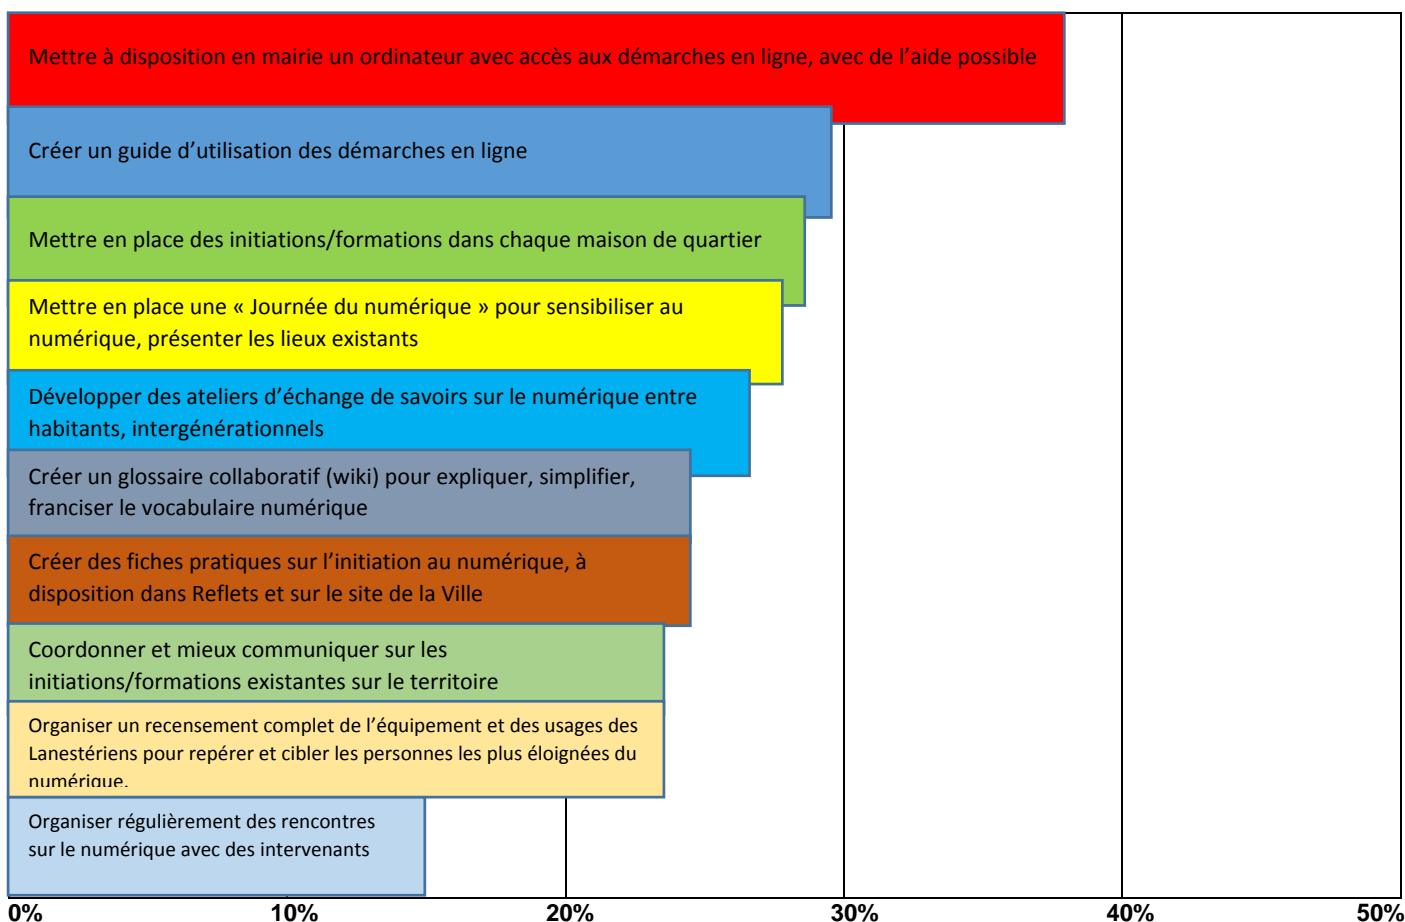 Mettre à disposition en mairie un ordinateur avec accès aux démarches en ligne, avec de l’aide possible
Créer un guide d’utilisation des démarches en ligne
Mettre en place des initiations/formations dans chaque maison de quartier
Mettre en place une « Journée du numérique » pour sensibiliser au
numérique, présenter les lieux existants
Développer des ateliers d’échange de savoirs sur le numérique entre
habitants, intergénérationnels
Créer un glossaire collaboratif (wiki) pour expliquer, simplifier,
franciser le vocabulaire numérique
Créer des fiches pratiques sur l’initiation au numérique, à
disposition dans Reflets et sur le site de la Ville
Coordonner et mieux communiquer sur les
initiations/formations existantes sur le territoire
Organiser un recensement complet de l’équipement et des usages des
Lanestériens pour repérer et cibler les personnes les plus éloignées du
numérique.
Organiser régulièrement des rencontres
sur le numérique avec des intervenants
0% 10% 20% 30% 40% 50%